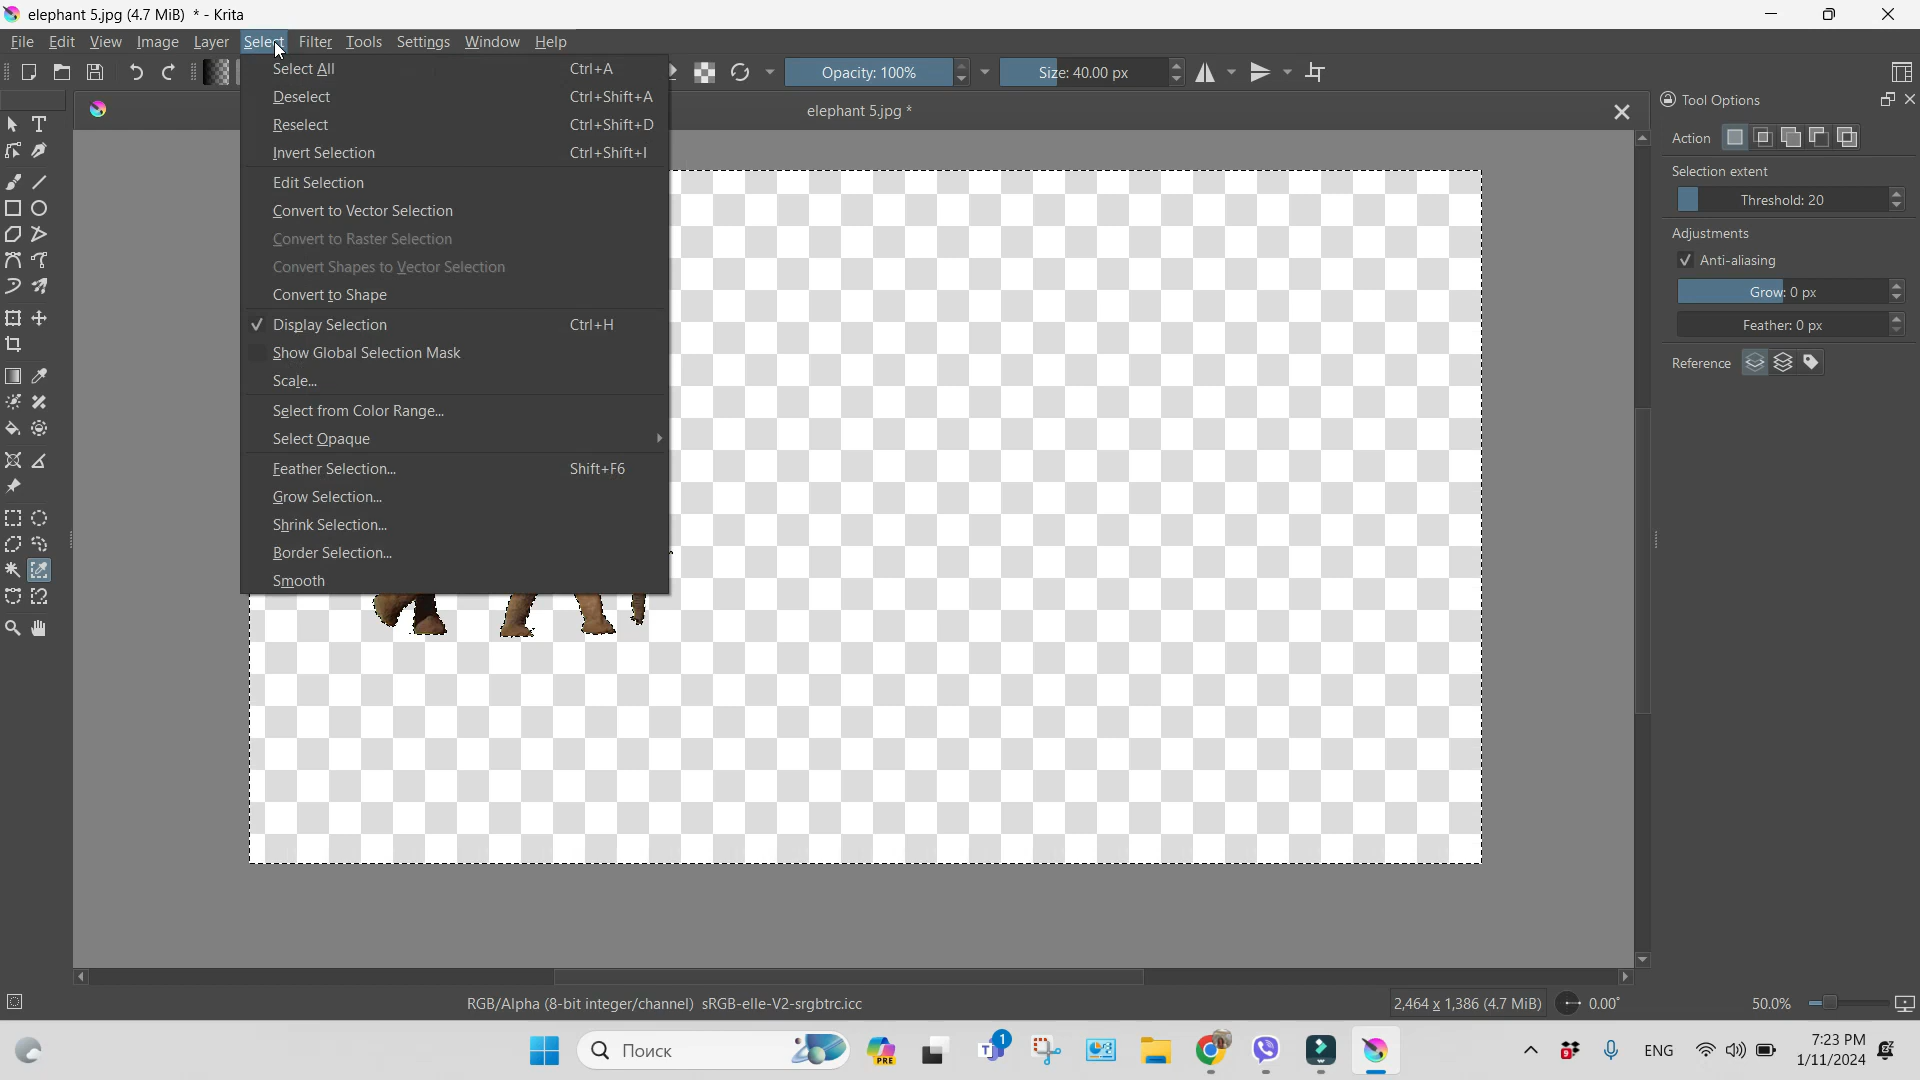 elephant 5.jpg (4.7 MiB) * - Krita
File Edit View Image Layer Select Filter Tools Settings Window Help
Opacity: 100% Size: 40.00 px
elephant 5.jpg *
Select All Ctrl+A
Deselect Ctrl+Shift+A
Reselect Ctrl+Shift+D
Invert Selection Ctrl+Shift+I
Edit Selection
Convert to Vector Selection
Convert to Raster Selection
Convert Shapes to Vector Selection
Convert to Shape
Display Selection Ctrl+H
Show Global Selection Mask
Scale...
Select from Color Range...
Select Opaque
Feather Selection... Shift+F6
Grow Selection...
Shrink Selection...
Border Selection...
Smooth
Tool Options
Action
Selection extent
Threshold: 20
Adjustments
Anti-aliasing
Grow: 0 px
Feather: 0 px
Reference
RGB/Alpha (8-bit integer/channel) sRGB-elle-V2-srgbtrc.icc
2,464 x 1,386 (4.7 MiB)
0.00°
50.0%
Поиск
PRE
1
9
ENG
7:23 PM
1/11/2024